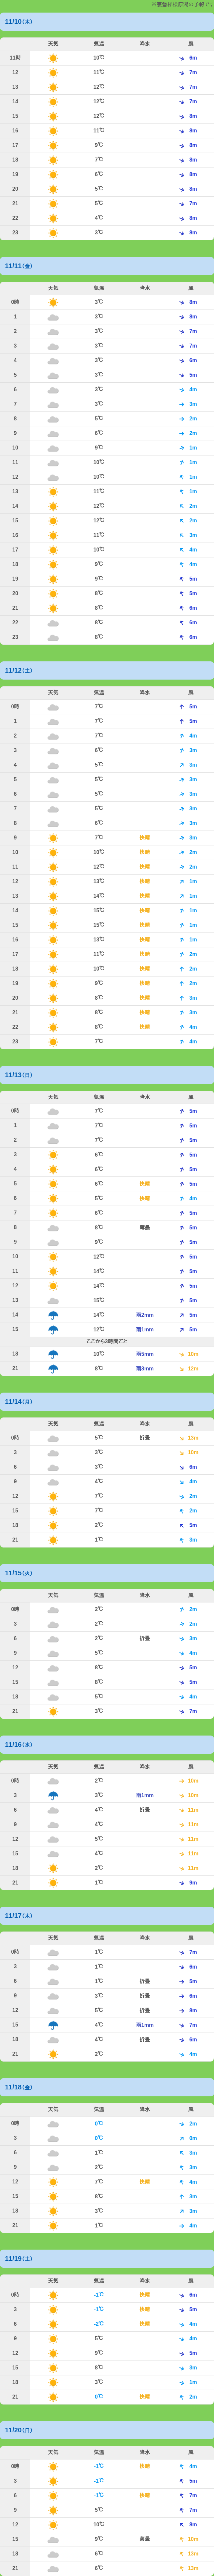 ※農業積地気温の予報です
11/10(木)
天気 気温 降水 風
11時 10℃ 6m
12 11℃ 7m
13 12℃ 7m
14 12℃ 7m
15 12℃ 8m
16 11℃ 8m
17 9℃ 8m
18 7℃ 8m
19 6℃ 8m
20 5℃ 8m
21 5℃ 7m
22 4℃ 8m
23 3℃ 8m
11/11(金)
天気 気温 降水 風
0時 3℃ 8m
1 3℃ 8m
2 3℃ 7m
3 3℃ 7m
4 3℃ 6m
5 3℃ 5m
6 3℃ 4m
7 3℃ 3m
8 5℃ 2m
9 6℃ 2m
10 9℃ 1m
11 10℃ 1m
12 10℃ 1m
13 11℃ 1m
14 12℃ 2m
15 12℃ 2m
16 11℃ 3m
17 10℃ 4m
18 9℃ 4m
19 9℃ 5m
20 8℃ 5m
21 8℃ 6m
22 8℃ 6m
23 8℃ 6m
11/12(土)
天気 気温 降水 風
0時 7℃ 5m
1 7℃ 5m
2 7℃ 4m
3 6℃ 3m
4 5℃ 3m
5 5℃ 3m
6 5℃ 3m
7 5℃ 3m
8 6℃ 3m
9 7℃ 快晴 3m
10 10℃ 快晴 2m
11 12℃ 快晴 2m
12 13℃ 快晴 1m
13 14℃ 快晴 1m
14 15℃ 快晴 1m
15 15℃ 快晴 1m
16 13℃ 快晴 1m
17 11℃ 快晴 2m
18 10℃ 快晴 2m
19 9℃ 快晴 2m
20 8℃ 快晴 3m
21 8℃ 快晴 3m
22 8℃ 快晴 4m
23 7℃ 4m
11/13(日)
天気 気温 降水 風
0時 7℃ 5m
1 7℃ 5m
2 7℃ 5m
3 6℃ 5m
4 6℃ 5m
5 6℃ 快晴 5m
6 5℃ 快晴 4m
7 6℃ 5m
8 8℃ 薄曇 5m
9 9℃ 5m
10 12℃ 5m
11 14℃ 5m
12 14℃ 5m
13 15℃ 5m
14 14℃ 雨2mm 5m
15 12℃ 雨1mm 5m
ここから3時間ごと
18 10℃ 雨5mm 10m
21 8℃ 雨3mm 12m
11/14(月)
天気 気温 降水 風
0時 5℃ 折曇 13m
3 3℃ 10m
6 3℃ 6m
9 4℃ 4m
12 7℃ 2m
15 7℃ 2m
18 2℃ 5m
21 1℃ 3m
11/15(火)
天気 気温 降水 風
0時 2℃ 2m
3 2℃ 2m
6 2℃ 折曇 3m
9 5℃ 4m
12 8℃ 5m
15 8℃ 5m
18 5℃ 4m
21 3℃ 7m
11/16(水)
天気 気温 降水 風
0時 2℃ 10m
3 3℃ 雨1mm 10m
6 4℃ 折曇 11m
9 4℃ 11m
12 5℃ 11m
15 4℃ 11m
18 2℃ 11m
21 1℃ 9m
11/17(木)
天気 気温 降水 風
0時 1℃ 7m
3 1℃ 6m
6 1℃ 折曇 5m
9 3℃ 折曇 6m
12 5℃ 折曇 8m
15 4℃ 雨1mm 7m
18 4℃ 折曇 6m
21 2℃ 4m
11/18(金)
天気 気温 降水 風
0時 0℃ 2m
3 0℃ 0m
6 1℃ 3m
9 2℃ 3m
12 7℃ 快晴 4m
15 8℃ 3m
18 3℃ 3m
21 1℃ 4m
11/19(土)
天気 気温 降水 風
0時 -1℃ 快晴 6m
3 -1℃ 快晴 5m
6 -2℃ 快晴 4m
9 5℃ 4m
12 9℃ 5m
15 8℃ 3m
18 3℃ 1m
21 0℃ 快晴 2m
11/20(日)
天気 気温 降水 風
0時 -1℃ 快晴 4m
3 -1℃ 5m
6 -1℃ 快晴 7m
9 5℃ 7m
12 10℃ 8m
15 9℃ 薄曇 10m
18 6℃ 13m
21 6℃ 13m